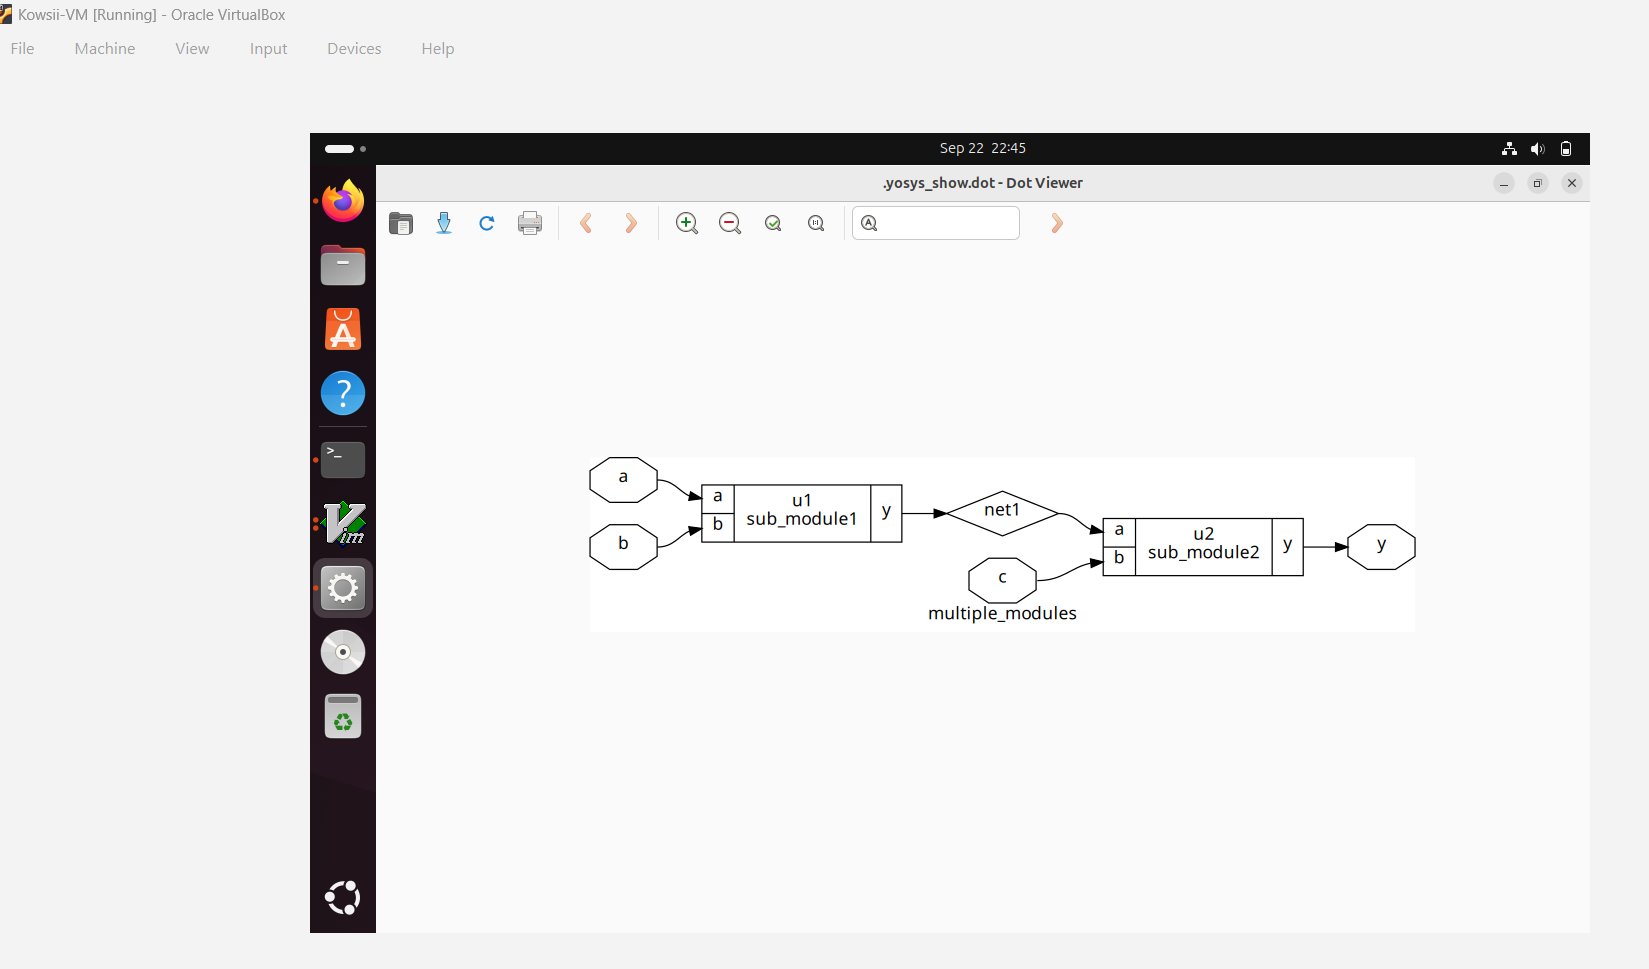 Kowsii-VM [Running] - Oracle VirtualBox
File Machine View Input Devices Help
Sep 22 22:45
.yosys_show.dot - Dot Viewer
a
b
a
b
u1
sub_module1
y
net1
c
a
b
u2
sub_module2
y
y
multiple_modules